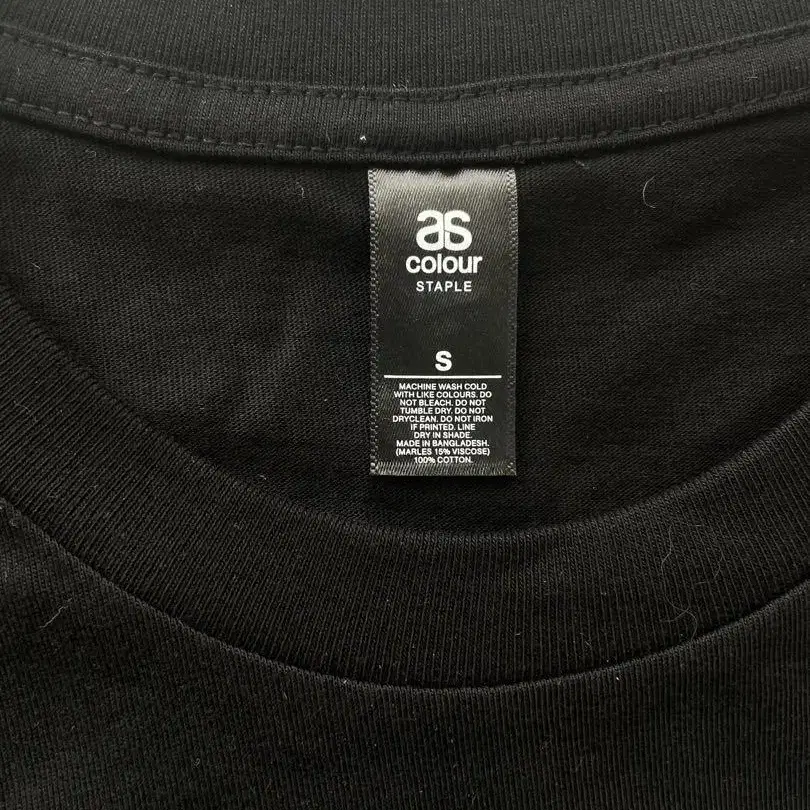 as
colour
STAPLE
S
MACHINE WASH COLD
WITH LIKE COLOURS. DO
NOT BLEACH. DO NOT
TUMBLE DRY. DO NOT
DRYCLEAN. DO NOT IRON
IF PRINTED. LINE
DRY IN SHADE.
MADE IN BANGLADESH.
(MARLES 15% VISCOSE)
100% COTTON.